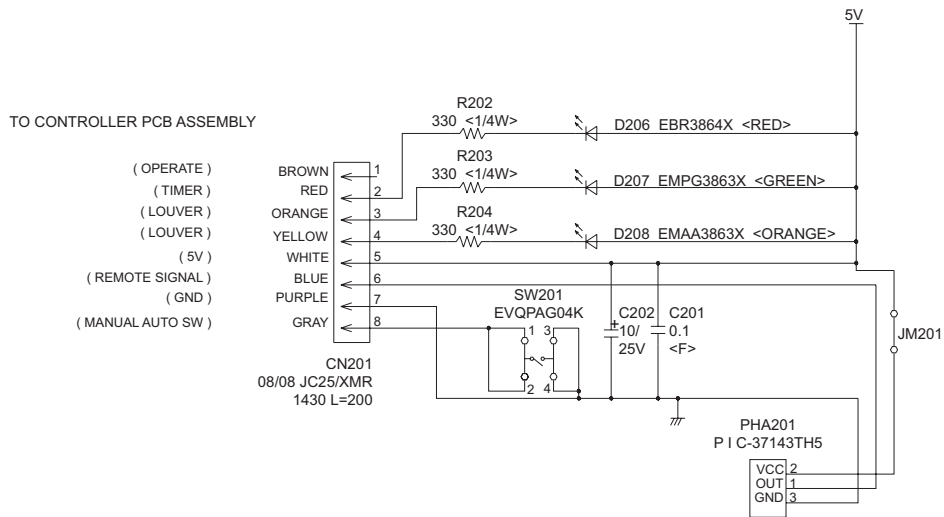 5V
R202
330 <1/4W>
D206 EBR3864X <RED>
TO CONTROLLER PCB ASSEMBLY
R203
330 <1/4W>
D207 EMPG3863X <GREEN>
R204
330 <1/4W>
D208 EMAA3863X <ORANGE>
( OPERATE ) BROWN 1
( TIMER ) RED 2
( LOUVER ) ORANGE 3
( LOUVER ) YELLOW 4
( 5V ) WHITE 5
( REMOTE SIGNAL ) BLUE 6
( GND ) PURPLE 7
( MANUAL AUTO SW ) GRAY 8
CN201
08/08 JC25/XMR
1430 L=200
SW201
EVQPAG04K
1 3
2 4
C202
+
10/
25V
C201
0.1
<F>
JM201
PHA201
P I C-37143TH5
VCC 2
OUT 1
GND 3